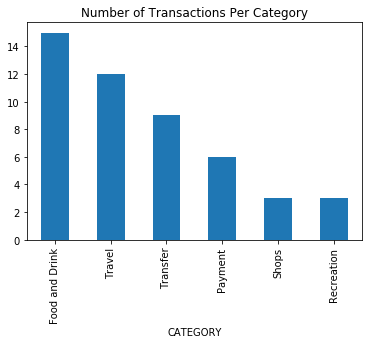 Number of Transactions Per Category
14
12
10
8
6
4
2
0
Food and Drink
Travel
Transfer
Payment
Shops
Recreation
CATEGORY